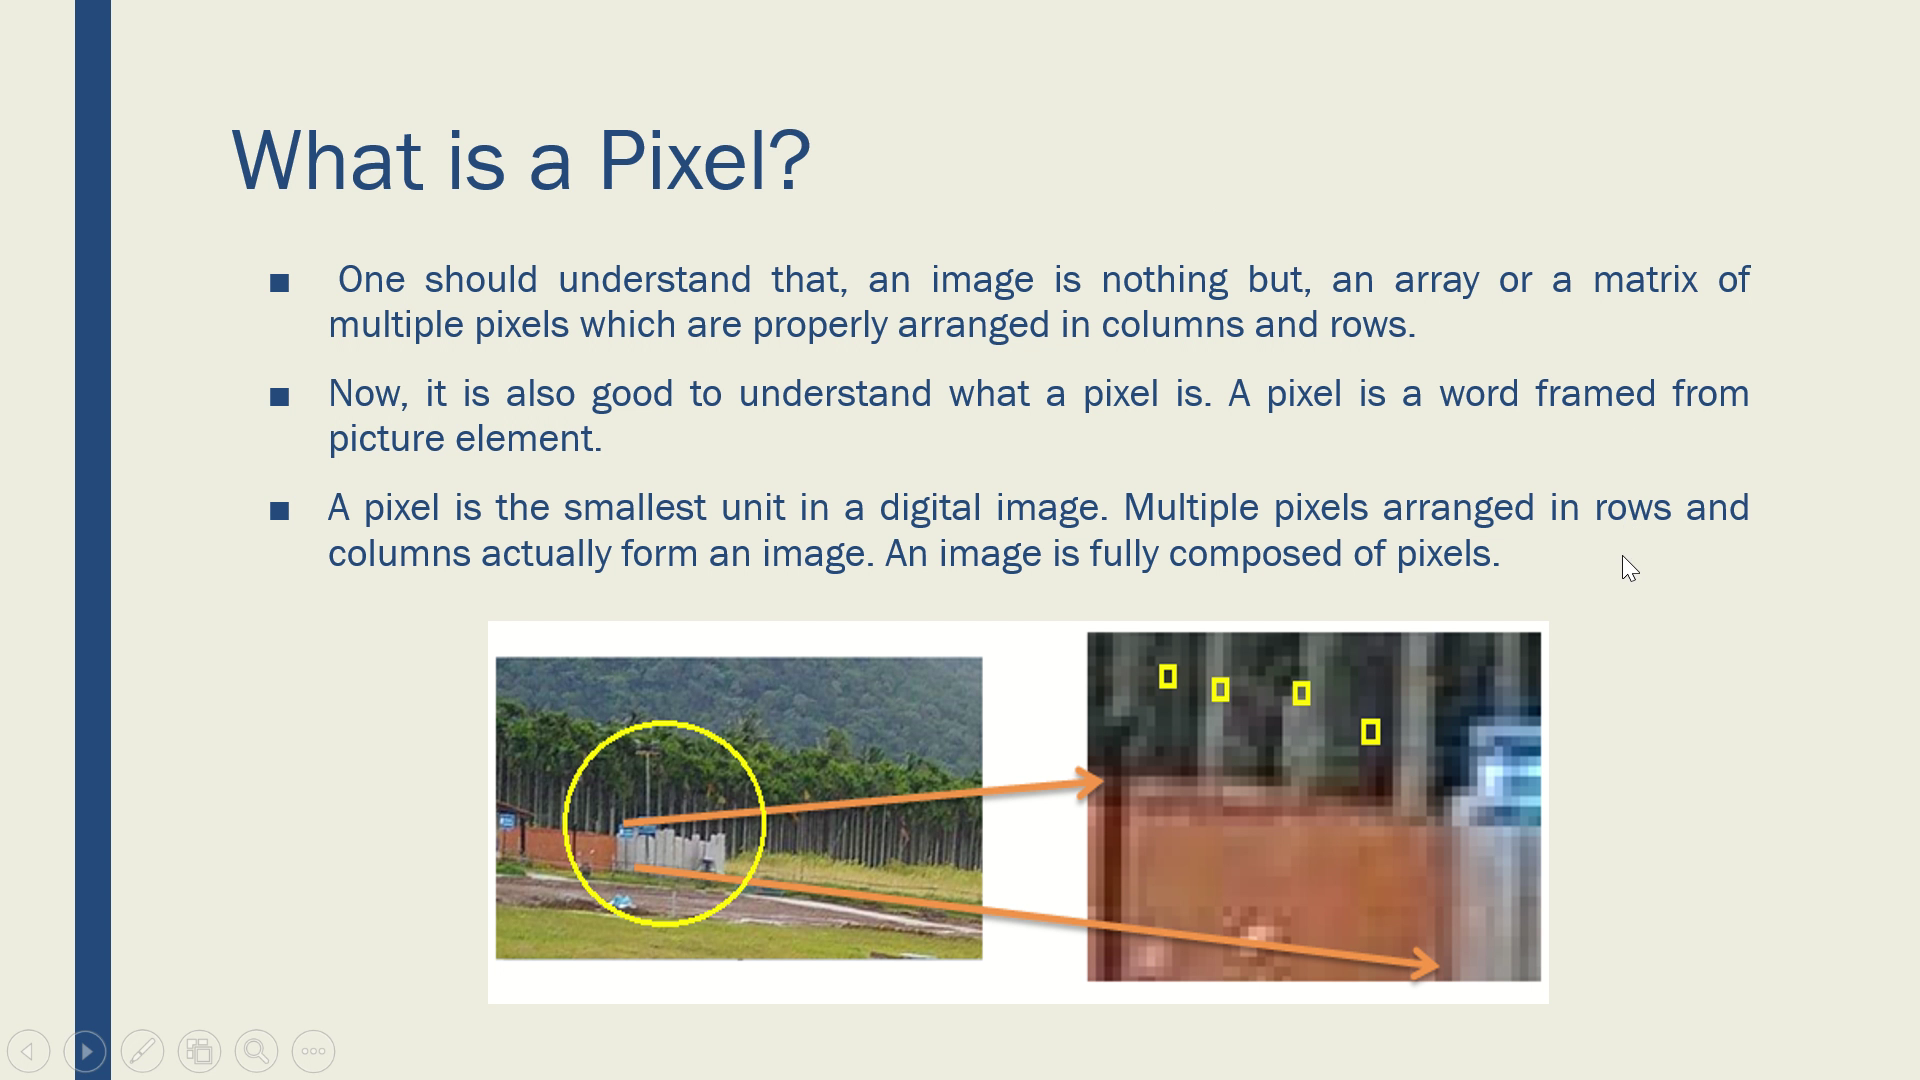 What is a Pixel?
■ One should understand that, an image is nothing but, an array or a matrix of
multiple pixels which are properly arranged in columns and rows.
■ Now, it is also good to understand what a pixel is. A pixel is a word framed from
picture element.
■ A pixel is the smallest unit in a digital image. Multiple pixels arranged in rows and
columns actually form an image. An image is fully composed of pixels.